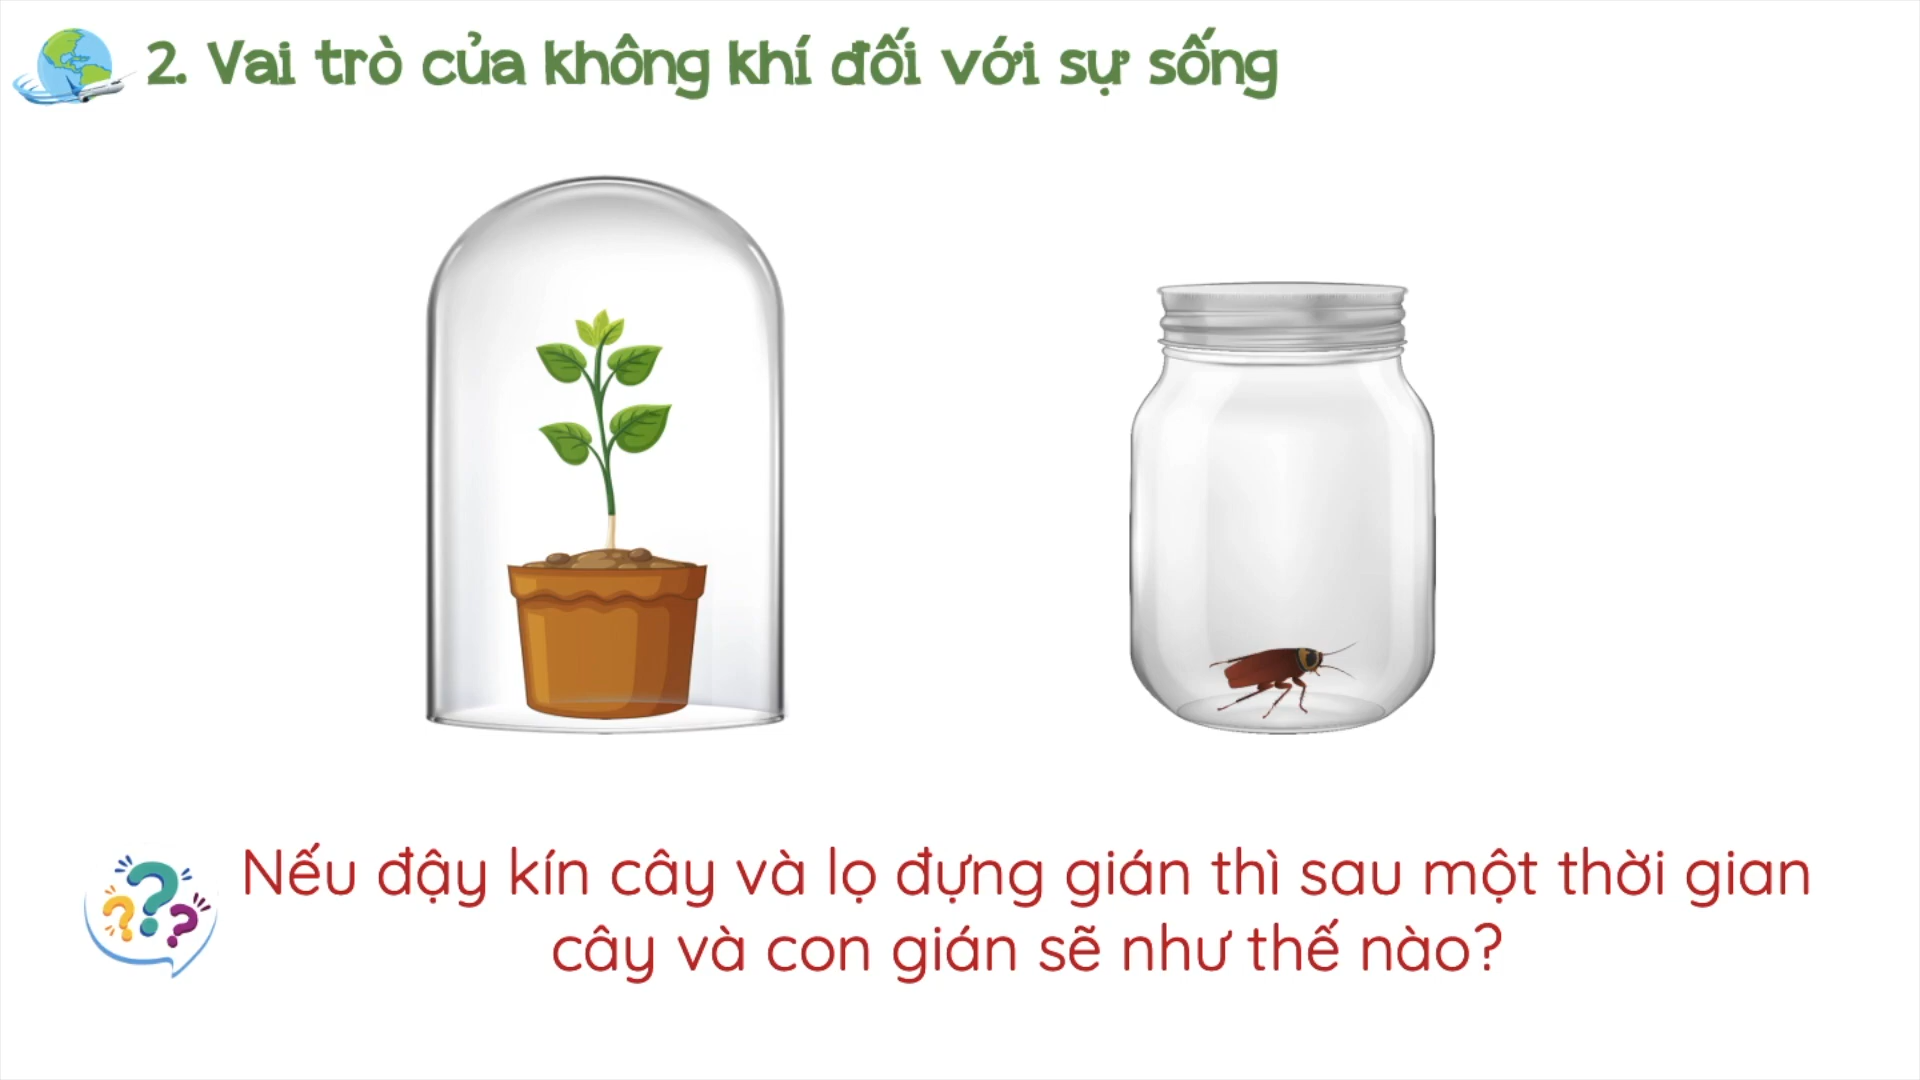 2. Vai trò của không khí đối với sự sống
Nếu đậy kín cây và lọ đựng gián thì sau một thời gian
cây và con gián sẽ như thế nào?